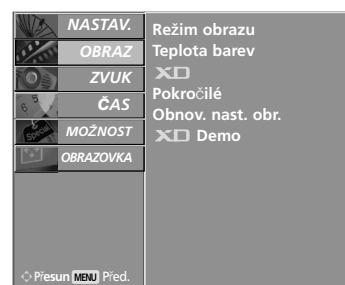 NASTAV.
OBRAZ
ZVUK
ČAS
MOŽNOST
OBRAZOVKA
Režim obrazu
Teplota barev
XD
Pokročilé
Obnov. nast. obr.
XD Demo
Special
Přesun MENU Před.